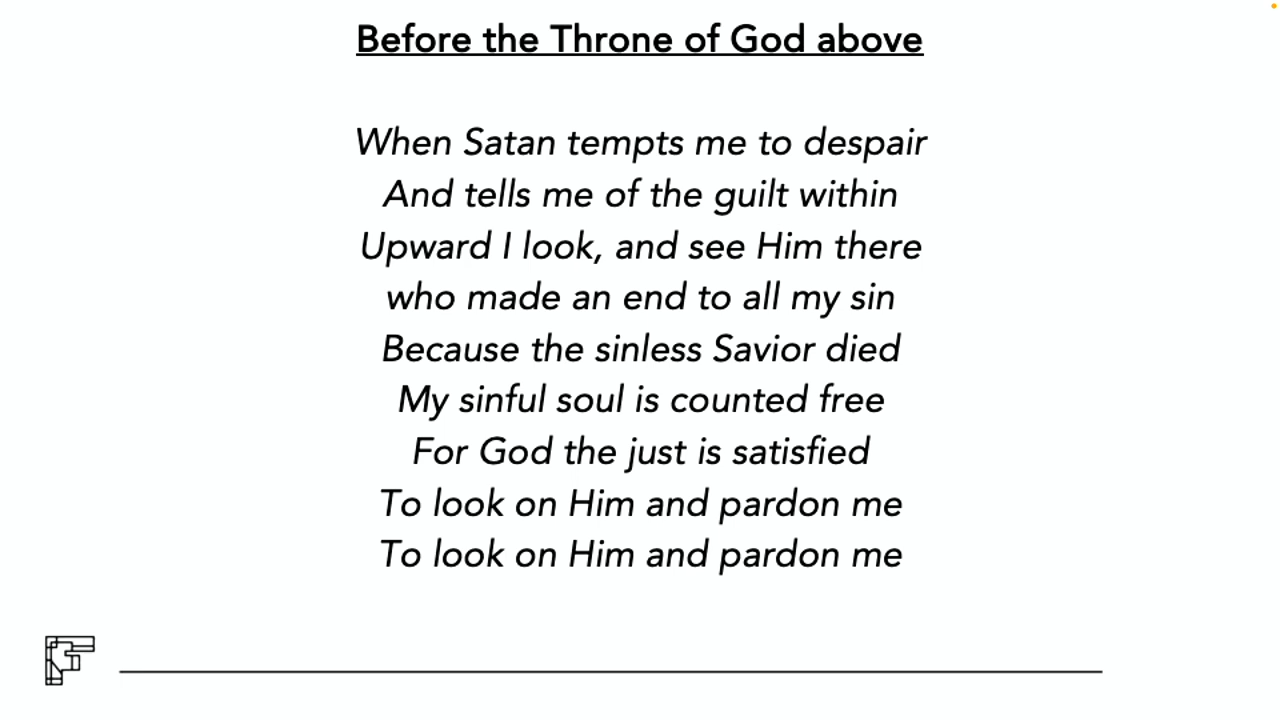 Before the Throne of God above
When Satan tempts me to despair
And tells me of the guilt within
Upward I look, and see Him there
who made an end to all my sin
Because the sinless Savior died
My sinful soul is counted free
For God the just is satisfied
To look on Him and pardon me
To look on Him and pardon me